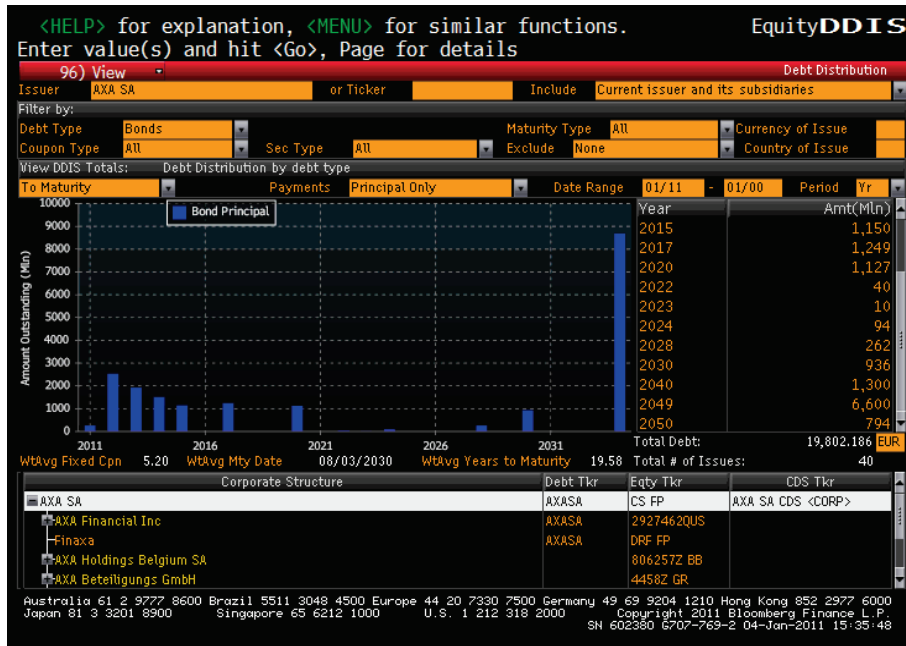 <HELP> for explanation, <MENU> for similar functions. EquityDDIS
Enter value(s) and hit <Go>, Page for details
96) View Debt Distribution
Issuer AXA SA or Ticker Include Current issuer and its subsidiaries
Filter by:
Debt Type Bonds Maturity Type All Currency of Issue
Coupon Type All Sec Type All Exclude None Country of Issue
View DDIS Totals: Debt Distribution by debt type
To Maturity Payments Principal Only Date Range 01/11 - 01/00 Period Yr
Bond Principal
Amount Outstanding (Mln)
10000
9000
8000
7000
6000
5000
4000
3000
2000
1000
0
2011 2016 2021 2026 2031
Year Amt(Mln)
2015 1,150
2017 1,249
2020 1,127
2022 40
2023 10
2024 94
2028 262
2030 936
2040 1,300
2049 6,600
2050 794
Total Debt: 19,802.186 EUR
WtAvg Fixed Cpn 5.20 WtAvg Mty Date 08/03/2030 WtAvg Years to Maturity 19.58 Total # of Issues: 40
Corporate Structure Debt Tkr Eqty Tkr CDS Tkr
AXA SA AXASA CS FP AXA SA CDS <CORP>
AXA Financial Inc AXASA 2927462QUS
Finaxa AXASA DRF FP
AXA Holdings Belgium SA 806257Z BB
AXA Beteiligungs GmbH 4458Z GR
Australia 61 2 9777 8600 Brazil 5511 3048 4500 Europe 44 20 7330 7500 Germany 49 69 9204 1210 Hong Kong 852 2977 6000
Japan 81 3 3201 8900 Singapore 65 6212 1000 U.S. 1 212 318 2000 Copyright 2011 Bloomberg Finance L.P.
SN 602380 G707-769-2 04-Jan-2011 15:35:48